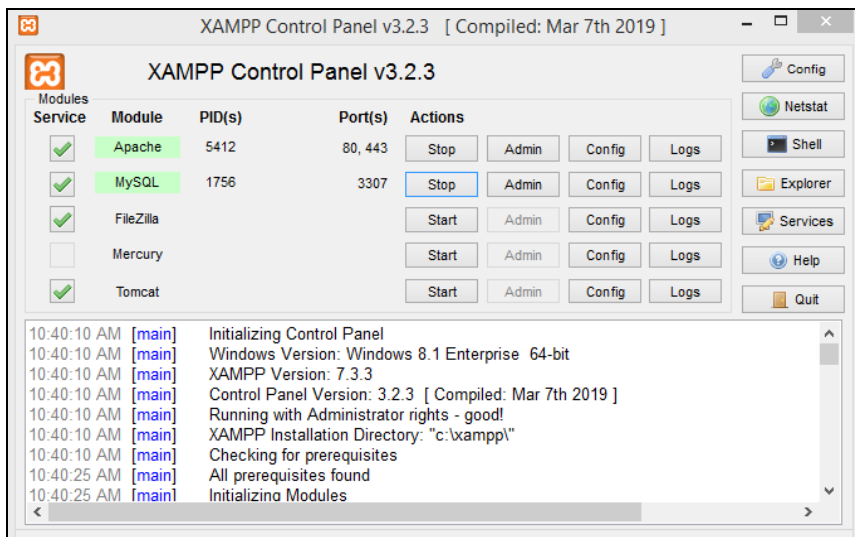 XAMPP Control Panel v3.2.3 [ Compiled: Mar 7th 2019 ]
XAMPP Control Panel v3.2.3
Config
Modules
Service Module PID(s) Port(s) Actions
Netstat
Apache 5412 80, 443 Stop Admin Config Logs
Shell
MySQL 1756 3307 Stop Admin Config Logs
Explorer
FileZilla Start Admin Config Logs
Services
Mercury Start Admin Config Logs
Help
Tomcat Start Admin Config Logs
Quit
10:40:10 AM [main] Initializing Control Panel
10:40:10 AM [main] Windows Version: Windows 8.1 Enterprise 64-bit
10:40:10 AM [main] XAMPP Version: 7.3.3
10:40:10 AM [main] Control Panel Version: 3.2.3 [ Compiled: Mar 7th 2019 ]
10:40:10 AM [main] Running with Administrator rights - good!
10:40:10 AM [main] XAMPP Installation Directory: "c:\xampp\"
10:40:10 AM [main] Checking for prerequisites
10:40:25 AM [main] All prerequisites found
10:40:25 AM [main] Initializing Modules